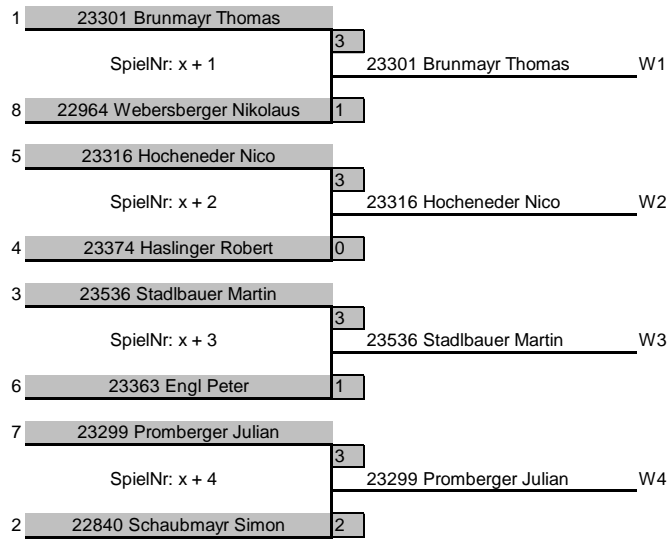 1 23301 Brunmayr Thomas
3
SpielNr: x + 1 23301 Brunmayr Thomas W1
8 22964 Webersberger Nikolaus 1
5 23316 Hocheneder Nico
3
SpielNr: x + 2 23316 Hocheneder Nico W2
4 23374 Haslinger Robert 0
3 23536 Stadlbauer Martin
3
SpielNr: x + 3 23536 Stadlbauer Martin W3
6 23363 Engl Peter 1
7 23299 Promberger Julian
3
SpielNr: x + 4 23299 Promberger Julian W4
2 22840 Schaubmayr Simon 2